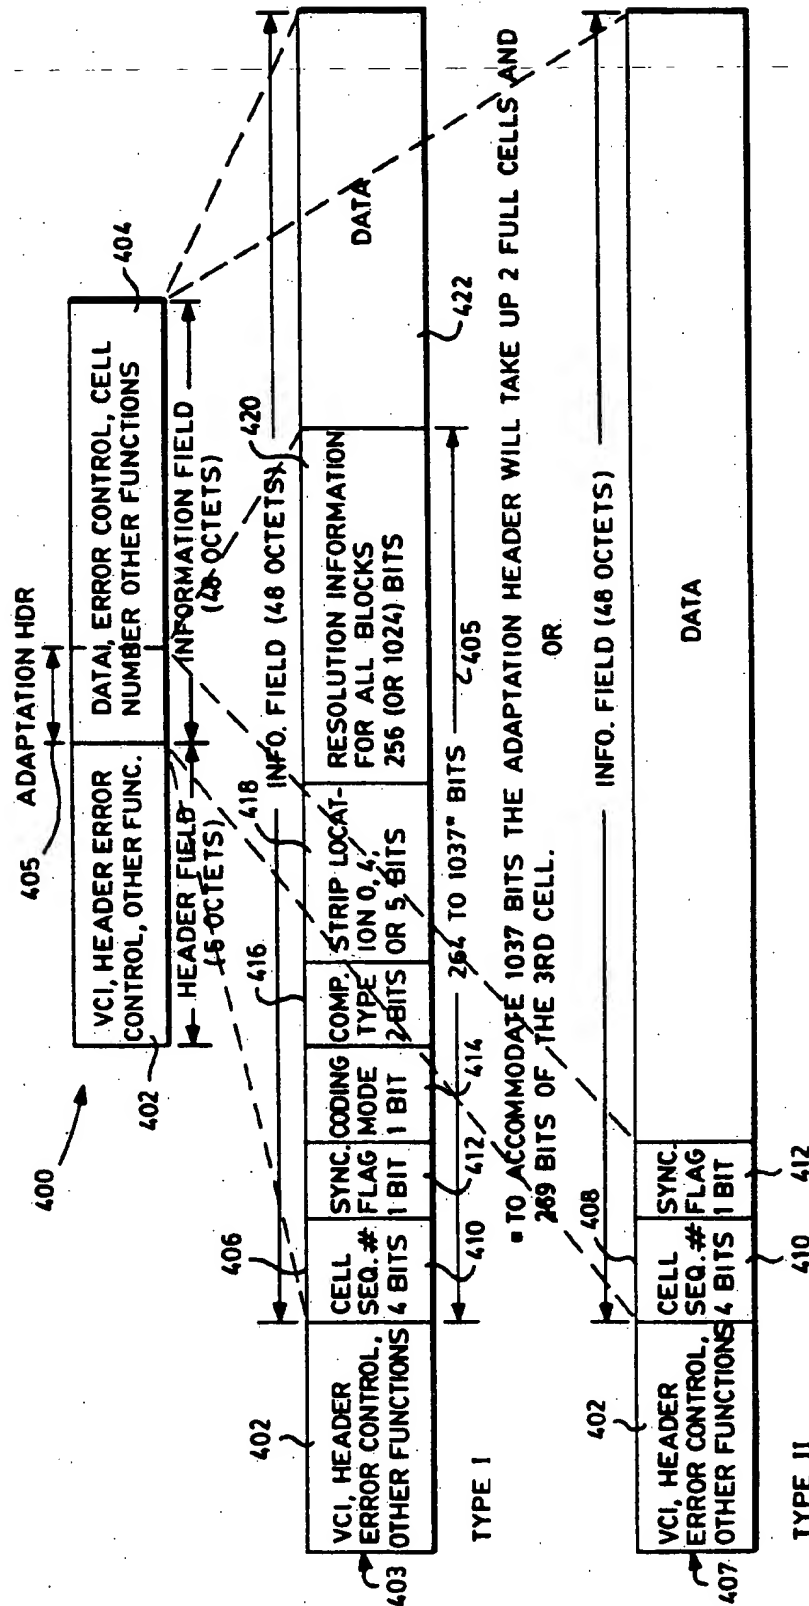 ADAPTATION HDR
405
404
VCI, HEADER ERROR
CONTROL, OTHER FUNC.
DATA1, ERROR CONTROL, CELL
NUMBER OTHER FUNCTIONS
402
400
HEADER FIELD
(5 OCTETS)
INFORMATION FIELD
(48 OCTETS)
INFO. FIELD (48 OCTETS)
402
406
416
418
420
VCI, HEADER
ERROR CONTROL,
OTHER FUNCTIONS
CELL
SEQ. #
4 BITS
SYNC.
FLAG
1 BIT
CODING
MODE
1 BIT
COMP.
TYPE
2 BITS
STRIP LOCAT-
ION 0, 4,
OR 5 BITS
RESOLUTION INFORMATION
FOR ALL BLOCKS
256 (OR 1024) BITS
DATA
403
410
412
414
422
264 TO 1037* BITS
405
TYPE I
* TO ACCOMMODATE 1037 BITS THE ADAPTATION HEADER WILL TAKE UP 2 FULL CELLS AND
269 BITS OF THE 3RD CELL.
OR
INFO. FIELD (48 OCTETS)
402
408
VCI, HEADER
ERROR CONTROL,
OTHER FUNCTIONS
CELL
SEQ. #
4 BITS
SYNC.
FLAG
1 BIT
DATA
407
410
412
TYPE II